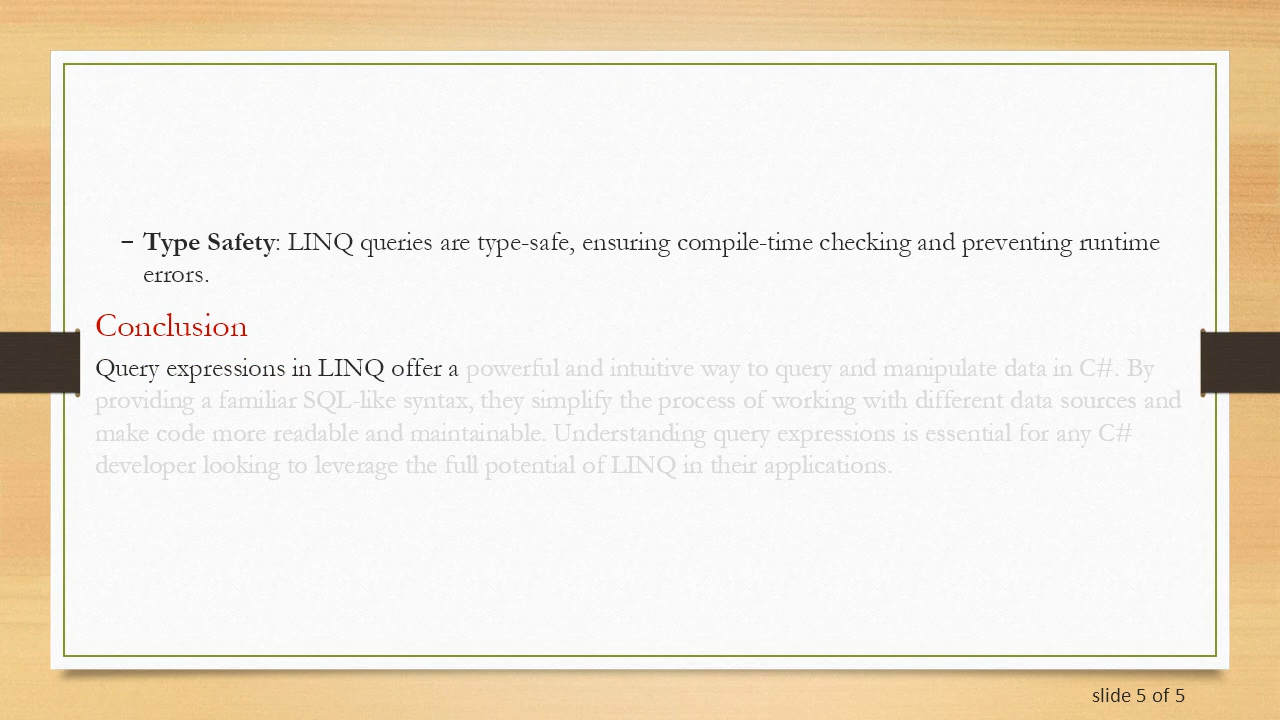 – Type Safety: LINQ queries are type-safe, ensuring compile-time checking and preventing runtime
errors.
Conclusion
Query expressions in LINQ offer a powerful and intuitive way to query and manipulate data in C#. By
providing a familiar SQL-like syntax, they simplify the process of working with different data sources and
make code more readable and maintainable. Understanding query expressions is essential for any C#
developer looking to leverage the full potential of LINQ in their applications.
slide 5 of 5